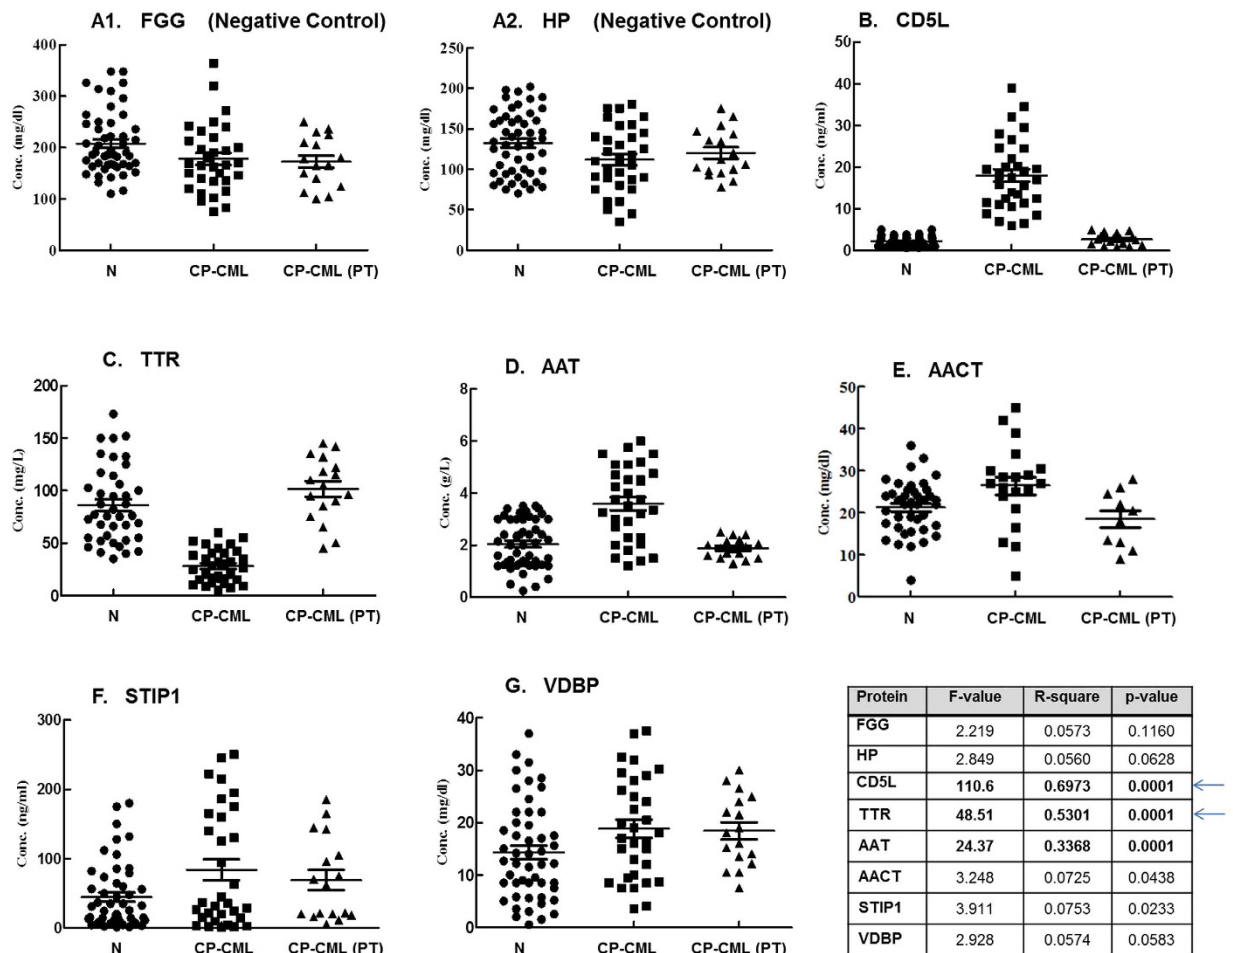 A1. FGG (Negative Control)
Conc. (mg/dl)
400
300
200
100
0
N CP-CML CP-CML (PT)
A2. HP (Negative Control)
Conc. (mg/dl)
250
200
150
100
50
0
N CP-CML CP-CML (PT)
B. CD5L
Conc. (ng/ml)
50
40
30
20
10
0
N CP-CML CP-CML (PT)
C. TTR
Conc. (mg/L)
200
150
100
50
0
N CP-CML CP-CML (PT)
D. AAT
Conc. (g/L)
8
6
4
2
0
N CP-CML CP-CML (PT)
E. AACT
Conc. (mg/dl)
50
40
30
20
10
0
N CP-CML CP-CML (PT)
F. STIP1
Conc. (ng/ml)
300
200
100
0
N CP-CML CP-CML (PT)
G. VDBP
Conc. (mg/dl)
40
30
20
10
0
N CP-CML CP-CML (PT)
Protein F-value R-square p-value
FGG 2.219 0.0573 0.1160
HP 2.849 0.0560 0.0628
CD5L 110.6 0.6973 0.0001
TTR 48.51 0.5301 0.0001
AAT 24.37 0.3368 0.0001
AACT 3.248 0.0725 0.0438
STIP1 3.911 0.0753 0.0233
VDBP 2.928 0.0574 0.0583